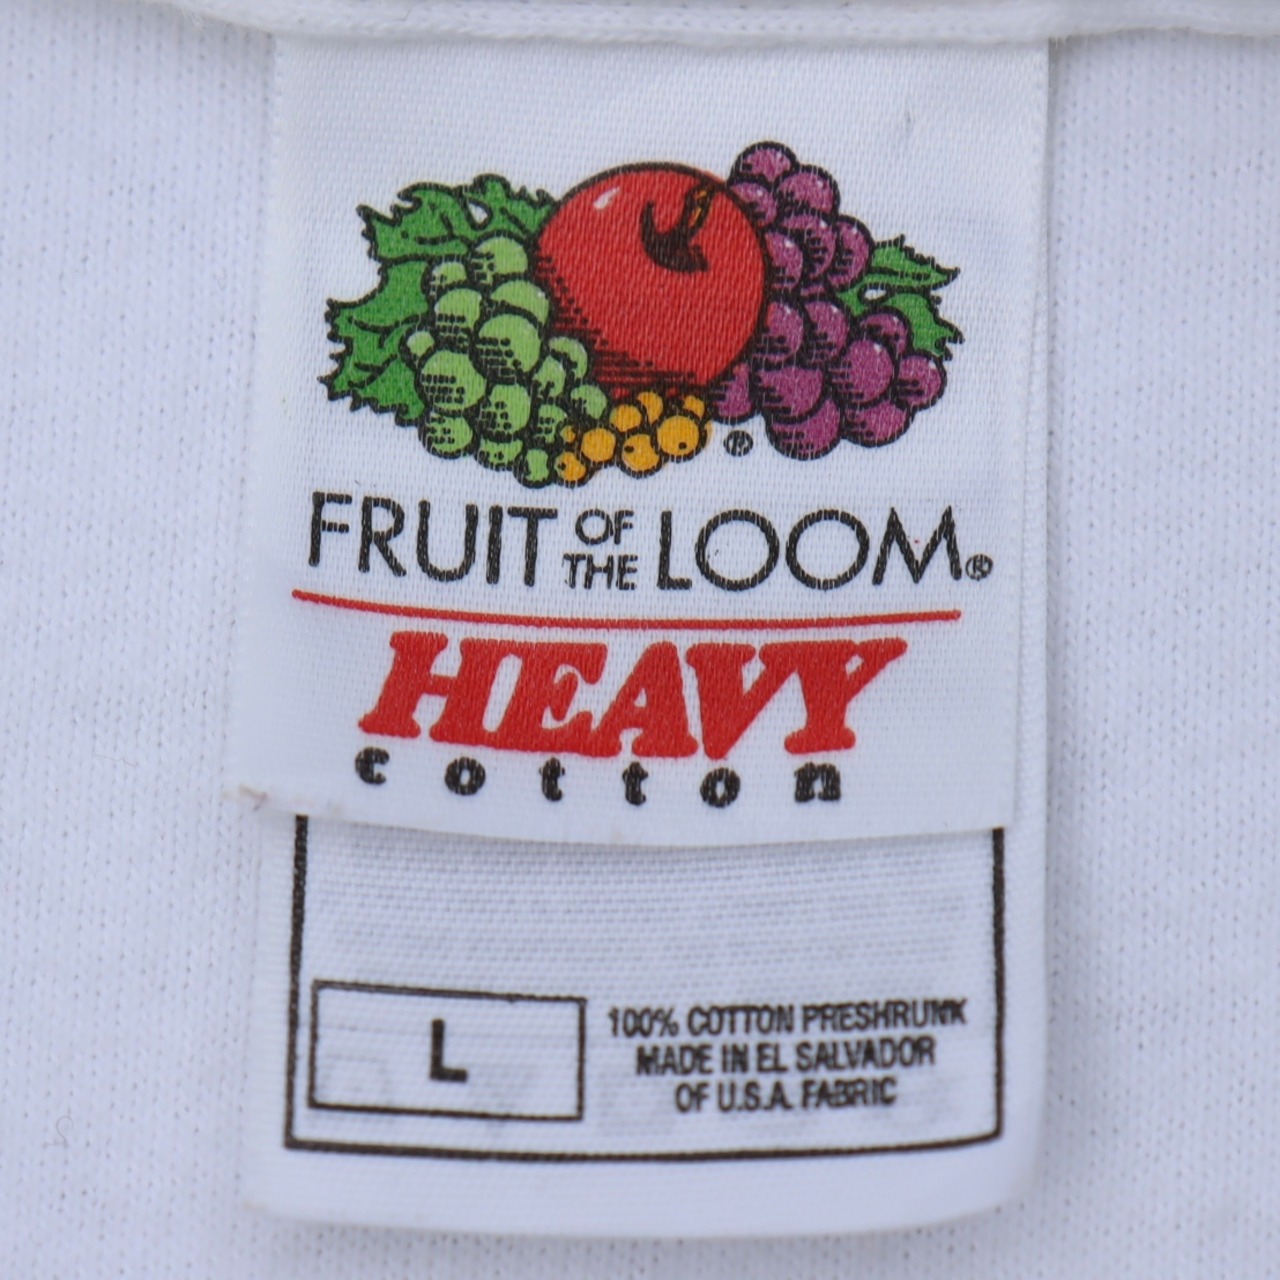 ®
FRUIT OF THE LOOM®
HEAVY
cotton
L
100% COTTON PRESHRUNK
MADE IN EL SALVADOR
OF U.S.A. FABRIC